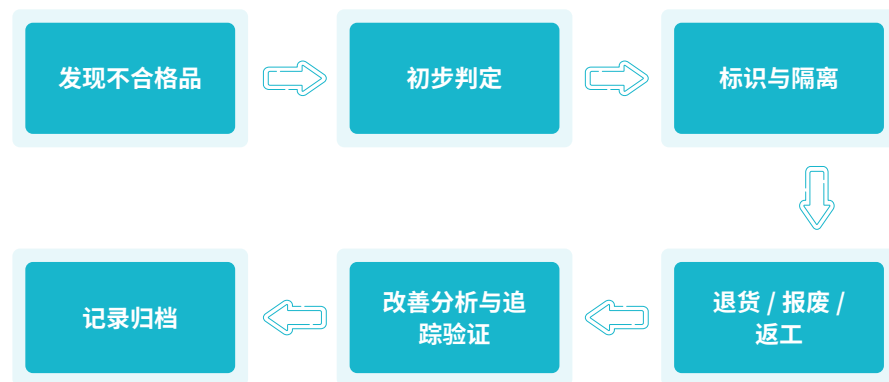 发现不合格品
初步判定
标识与隔离
退货 / 报废 /
返工
改善分析与追
踪验证
记录归档